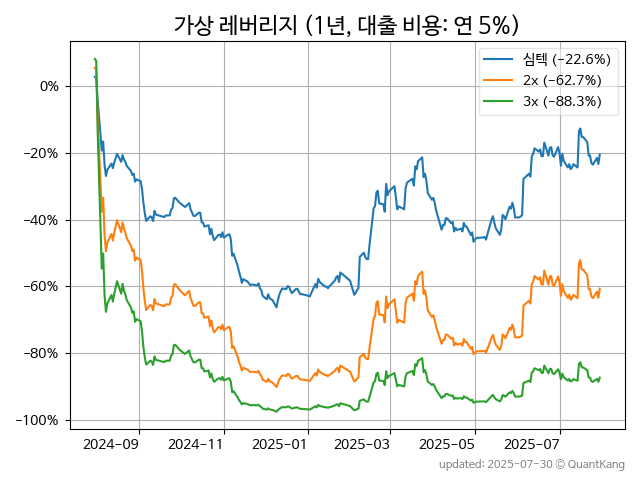 가상 레버리지 (1년, 대출 비용: 연 5%)
심텍 (−22.6%)
2x (−62.7%)
3x (−88.3%)
0%
−20%
−40%
−60%
−80%
−100%
2024-09
2024-11
2025-01
2025-03
2025-05
2025-07
updated: 2025-07-30 © QuantKang